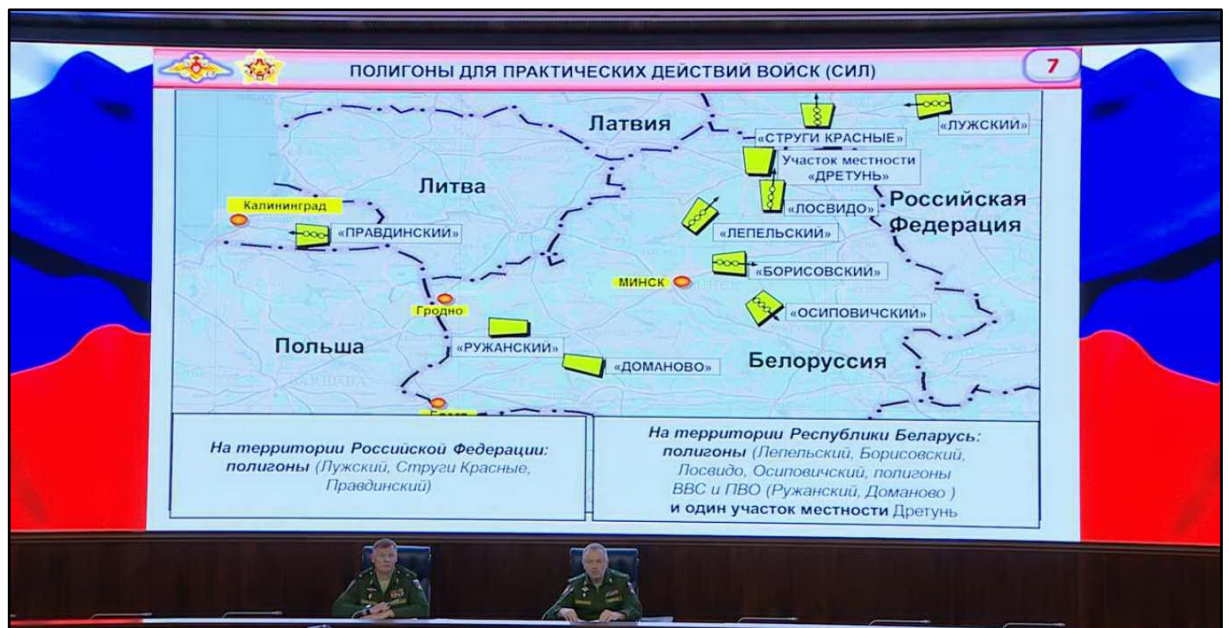 ПОЛИГОНЫ ДЛЯ ПРАКТИЧЕСКИХ ДЕЙСТВИЙ ВОЙСК (СИЛ)
7
Латвия
«СТРУГИ КРАСНЫЕ»
«ЛУЖСКИЙ»
Участок местности
«ДРЕТУНЬ»
Литва
Калининград
«ПРАВДИНСКИЙ»
«ЛОСВИДО»
Российская
Федерация
«ЛЕПЕЛЬСКИЙ»
«БОРИСОВСКИЙ»
МИНСК
Гродно
«ОСИПОВИЧСКИЙ»
Польша
«РУЖАНСКИЙ»
«ДОМАНОВО»
Белоруссия
На территории Российской Федерации:
полигоны (Лужский, Струги Красные,
Правдинский)
На территории Республики Беларусь:
полигоны (Лепельский, Борисовский,
Лосвидо, Осиповичский, полигоны
ВВС и ПВО (Ружанский, Доманово )
и один участок местности Дретунь